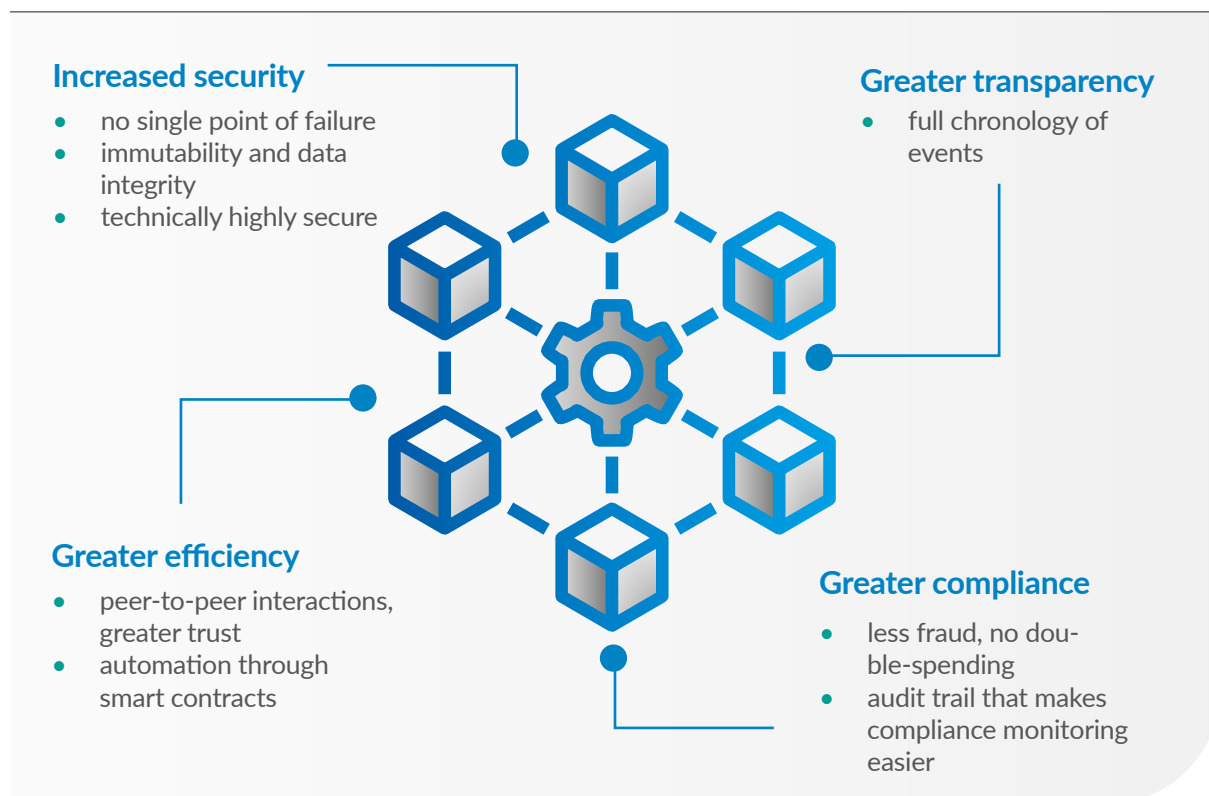 Increased security
• no single point of failure
• immutability and data
integrity
• technically highly secure
Greater transparency
• full chronology of
events
Greater efficiency
• peer-to-peer interactions,
greater trust
• automation through
smart contracts
Greater compliance
• less fraud, no dou-
ble-spending
• audit trail that makes
compliance monitoring
easier